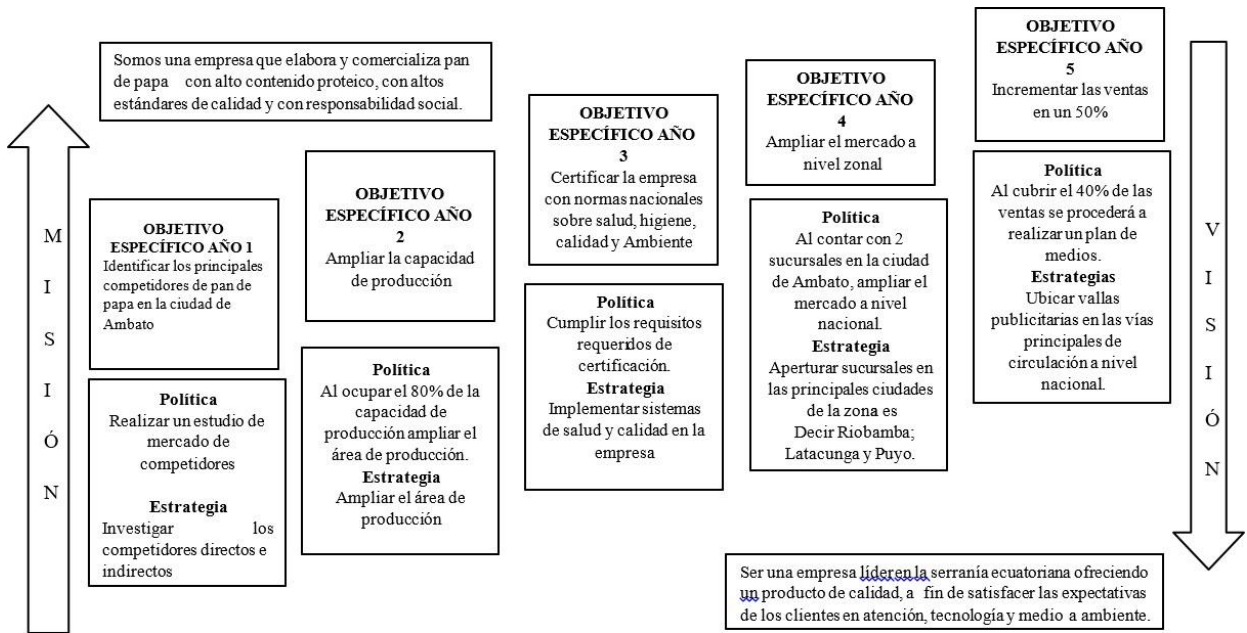 Somos una empresa que elabora y comercializa pan
de papa con alto contenido proteico, con altos
estándares de calidad y con responsabilidad social.
MISIÓN
OBJETIVO
ESPECÍFICO AÑO 1
Identificar los principales
competidores de pan de
papa en la ciudad de
Ambato
Política
Realizar un estudio de
mercado de
competidores
Estrategia
Investigar los
competidores directos e
indirectos
OBJETIVO
ESPECÍFICO AÑO
2
Ampliar la capacidad
de producción
Política
Al ocupar el 80% de la
capacidad de
producción ampliar el
área de producción.
Estrategia
Ampliar el área de
producción
OBJETIVO
ESPECÍFICO AÑO
3
Certificar la empresa
con normas nacionales
sobre salud, higiene,
calidad y Ambiente
Política
Cumplir los requisitos
requeridos de
certificación.
Estrategia
Implementar sistemas
de salud y calidad en la
empresa
OBJETIVO
ESPECÍFICO AÑO
4
Ampliar el mercado a
nivel zonal
Política
Al contar con 2
sucursales en la ciudad
de Ambato, ampliar el
mercado a nivel
nacional.
Estrategia
Aperturar sucursales en
las principales ciudades
de la zona es
Decir Riobamba;
Latacunga y Puyo.
OBJETIVO
ESPECÍFICO AÑO
5
Incrementar las ventas
en un 50%
Política
Al cubrir el 40% de las
ventas se procederá a
realizar un plan de
medios.
Estrategias
Ubicar vallas
publicitarias en las vías
principales de
circulación a nivel
nacional.
VISIÓN
Ser una empresa líder en la serranía ecuatoriana ofreciendo
un producto de calidad, a fin de satisfacer las expectativas
de los clientes en atención, tecnología y medio a ambiente.